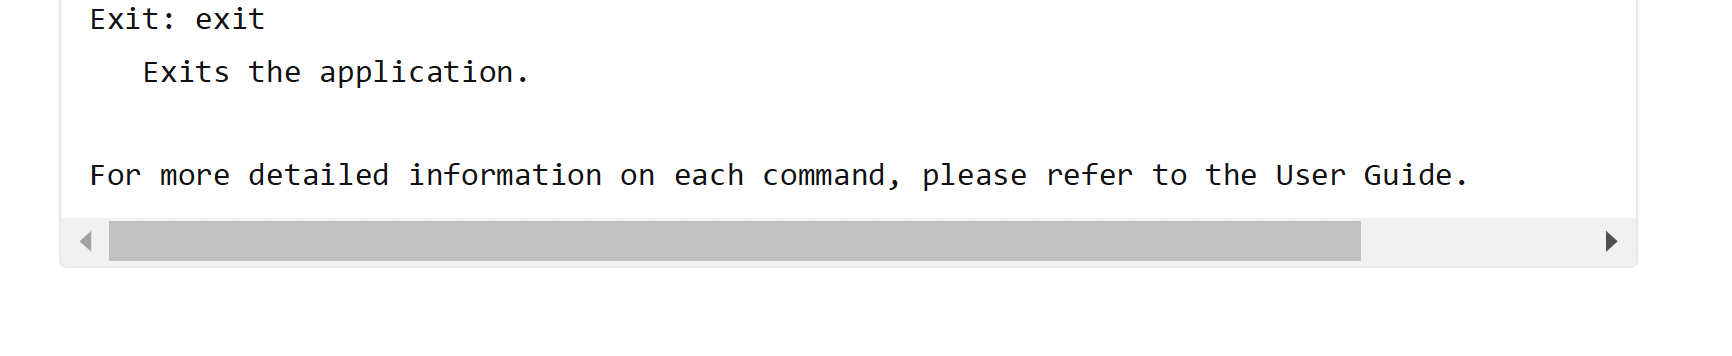 Exit: exit
Exits the application.
For more detailed information on each command, please refer to the User Guide.